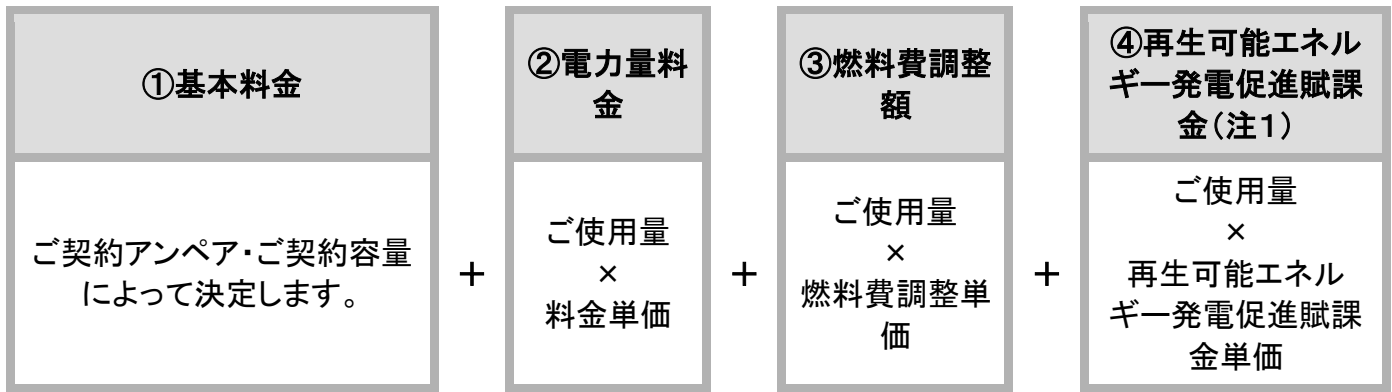 ①基本料金
ご契約アンペア・ご契約容量
によって決定します。
+
②電力量料
金
ご使用量
×
料金単価
+
③燃料費調整
額
ご使用量
×
燃料費調整単
価
+
④再生可能エネル
ギー発電促進賦課
金(注1)
ご使用量
×
再生可能エネル
ギー発電促進賦課
金単価